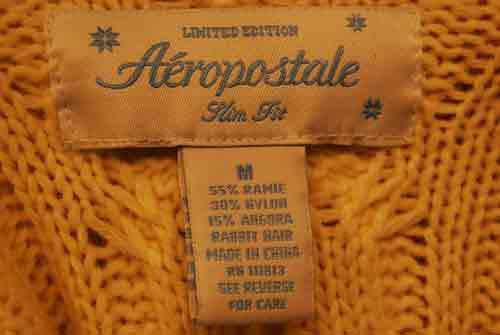 LIMITED EDITION
Aéropostale
Slim Fit
M
55% RAMIE
30% NYLON
15% ANGORA
RABBIT HAIR
MADE IN CHINA
RN 111813
SEE REVERSE
FOR CARE